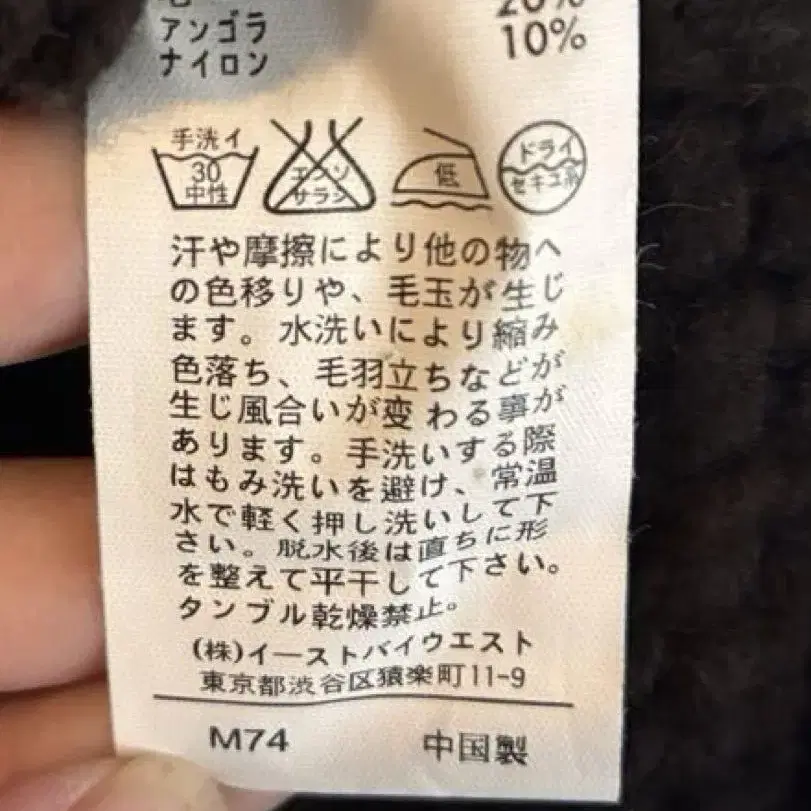 毛 20%
アンゴラ 10%
ナイロン
手洗イ
30
中性
エンソ
サラシ
低
ドライ
セキユ系
汗や摩擦により他の物へ
の色移りや、毛玉が生じ
ます。水洗いにより縮み
色落ち、毛羽立ちなどが
生じ風合いが変わる事が
あります。手洗いする際
はもみ洗いを避け、常温
水で軽く押し洗いして下
さい。脱水後は直ちに形
を整えて平干して下さい。
タンブル乾燥禁止。
(株)イーストバイウエスト
東京都渋谷区猿楽町11-9
M74 中国製